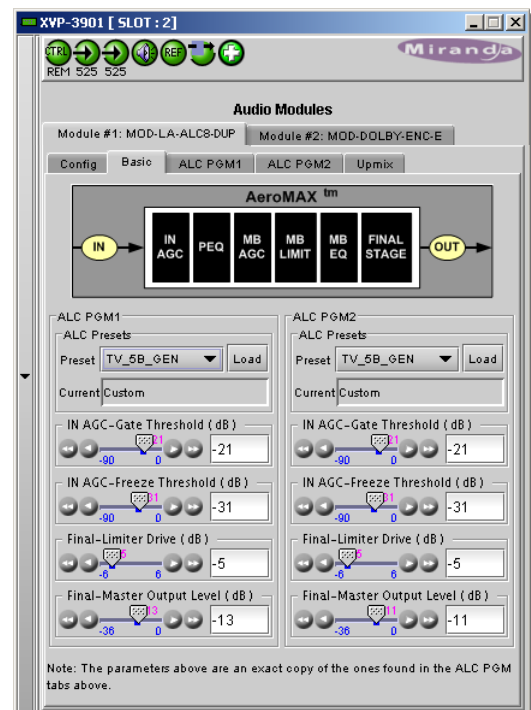 XVP-3901 [ SLOT : 2]
CTRL REF
REM 525 525
Miranda
Audio Modules
Module #1: MOD-LA-ALC8-DUP Module #2: MOD-DOLBY-ENC-E
Config Basic ALC PGM1 ALC PGM2 Upmix
AeroMAX tm
IN IN AGC PEQ MB AGC MB LIMIT MB EQ FINAL STAGE OUT
ALC PGM1
ALC Presets
Preset TV_5B_GEN Load
Current Custom
IN AGC-Gate Threshold ( dB )
-21
-90 0
IN AGC-Freeze Threshold ( dB )
-31
-90 0
Final-Limiter Drive ( dB )
-5
-6 6
Final-Master Output Level ( dB )
-13
-36 0
ALC PGM2
ALC Presets
Preset TV_5B_GEN Load
Current Custom
IN AGC-Gate Threshold ( dB )
-21
-90 0
IN AGC-Freeze Threshold ( dB )
-31
-90 0
Final-Limiter Drive ( dB )
-5
-6 6
Final-Master Output Level ( dB )
-11
-36 0
Note: The parameters above are an exact copy of the ones found in the ALC PGM
tabs above.